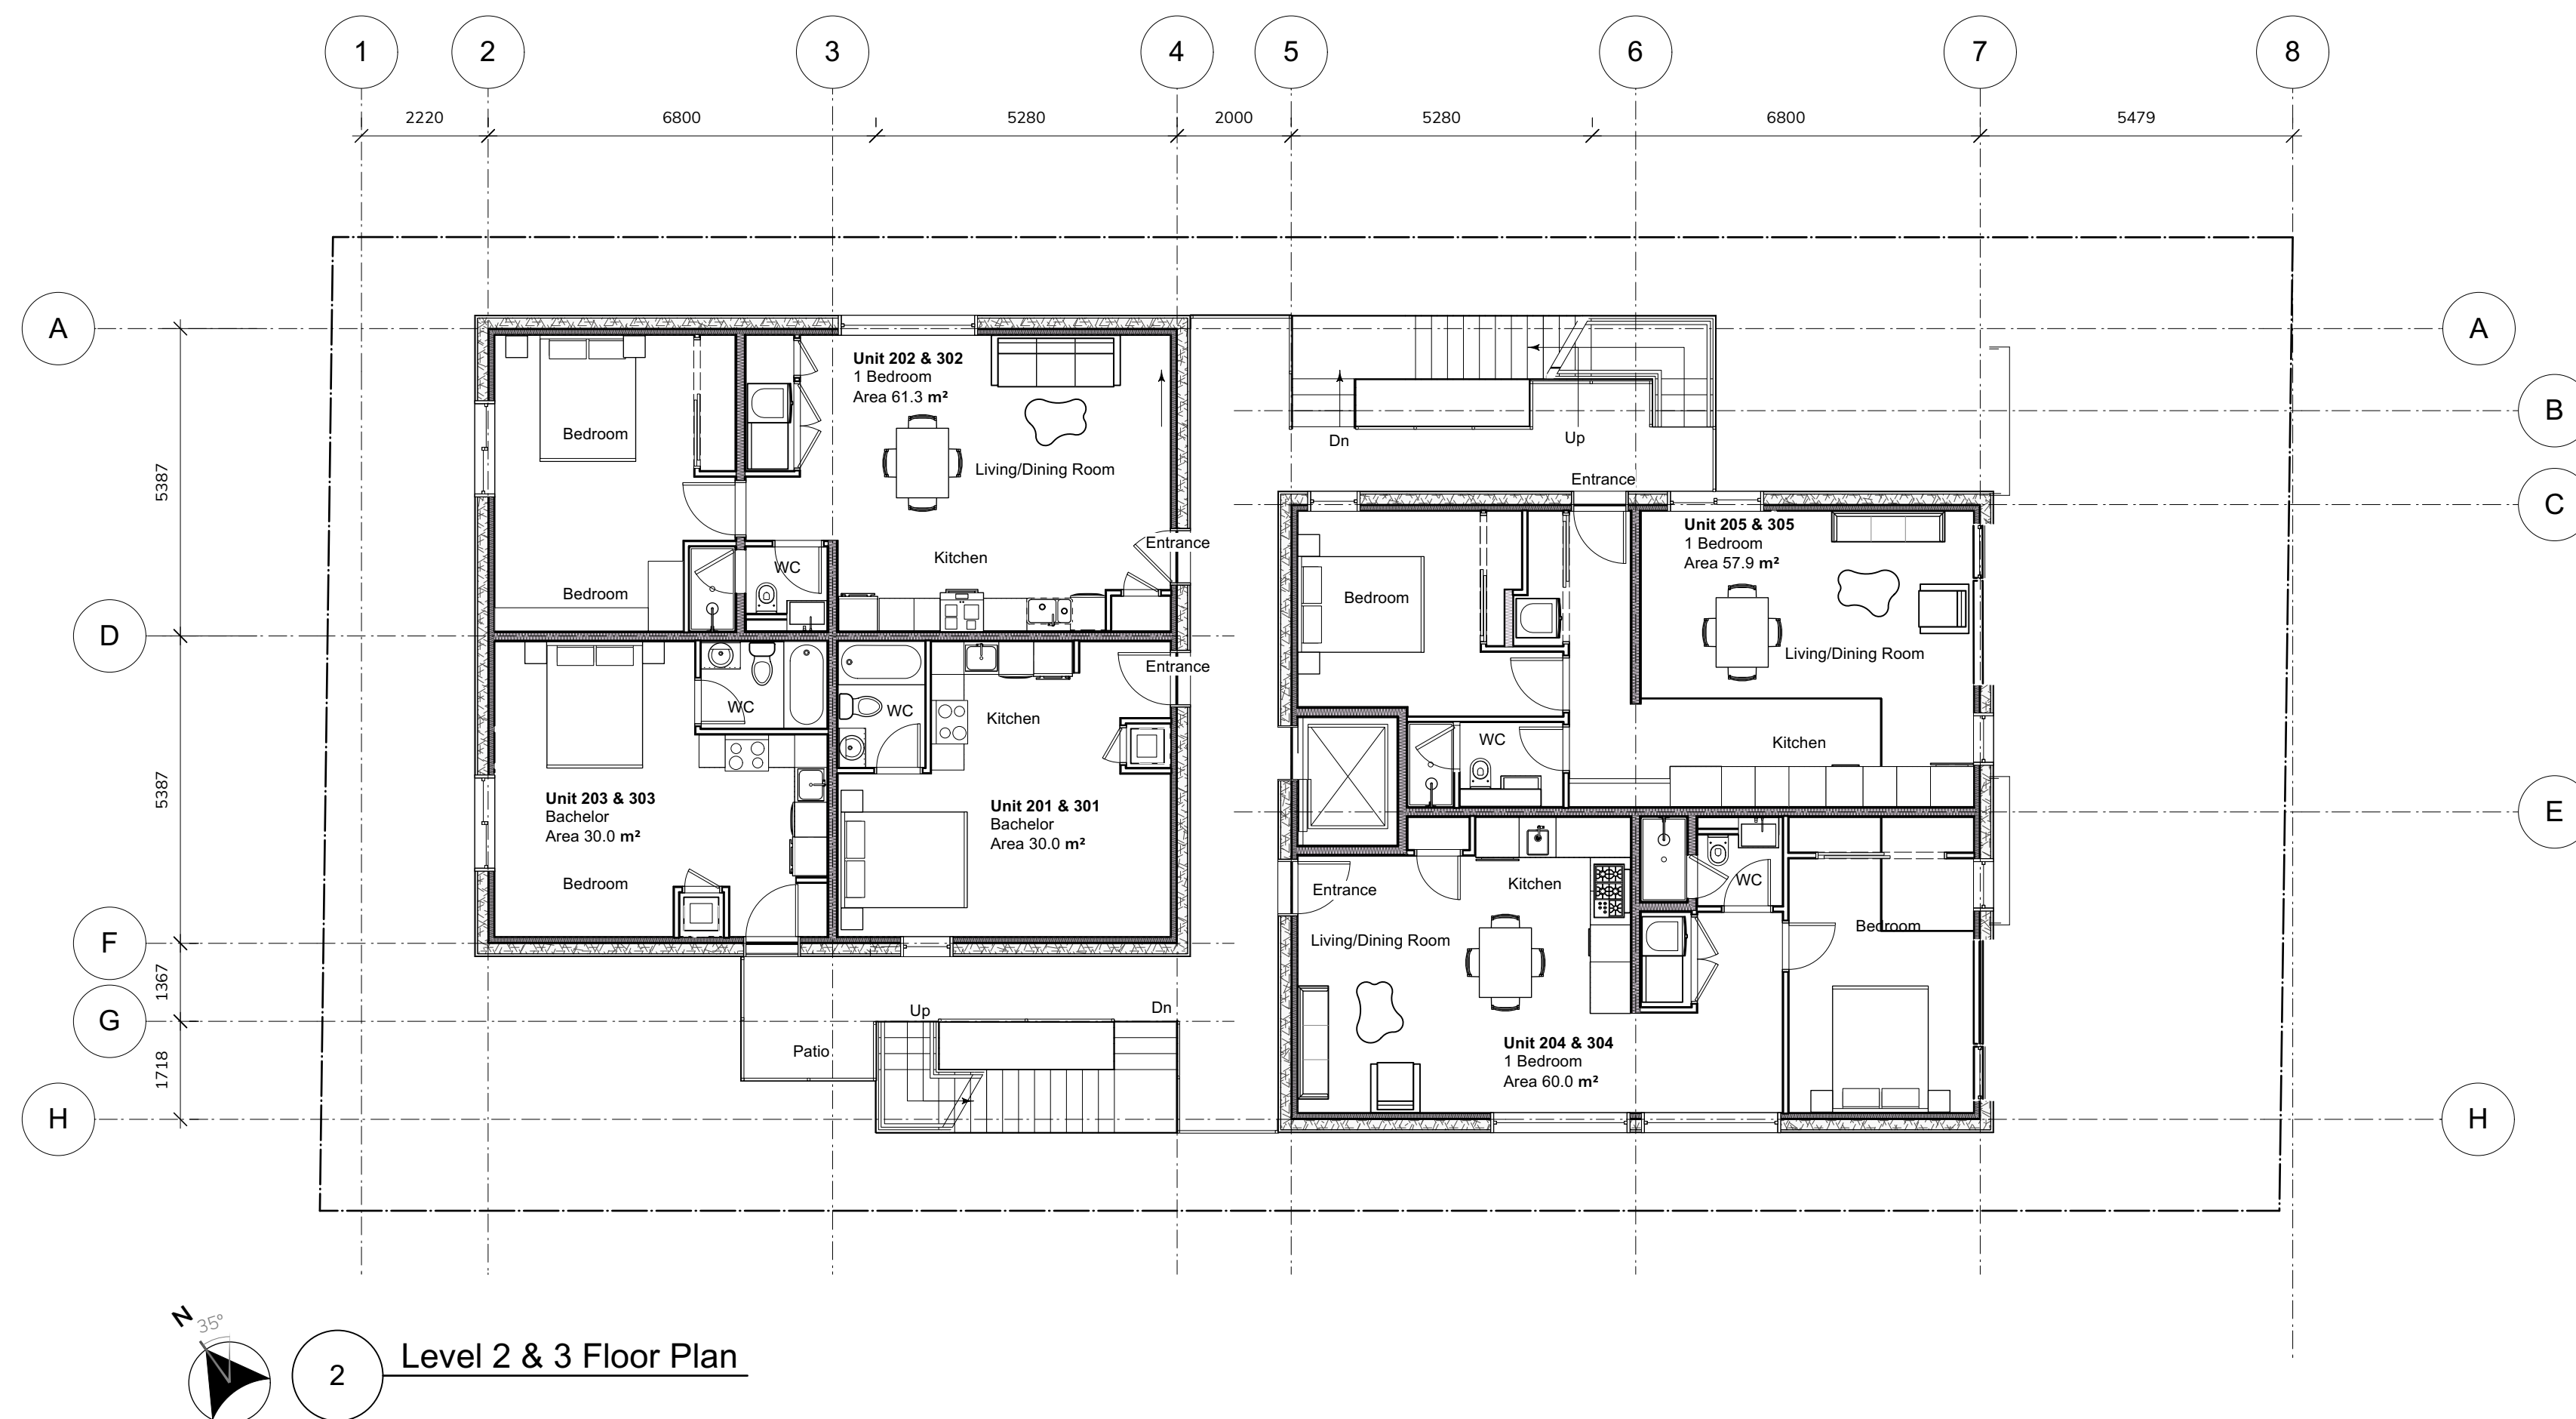 1 2 3 4 5 6 7 8
2220 6800 5280 2000 5280 6800 5479
A A
B
C
D
E
F
G
H H
5387
5387
1367
1718
Unit 202 & 302
1 Bedroom
Area 61.3 m²
Bedroom
Living/Dining Room
Kitchen
Entrance
WC
Bedroom
Entrance
WC
WC
Kitchen
Unit 203 & 303
Bachelor
Area 30.0 m²
Bedroom
Unit 201 & 301
Bachelor
Area 30.0 m²
Up
Dn
Patio
Dn
Up
Entrance
Unit 205 & 305
1 Bedroom
Area 57.9 m²
Bedroom
Living/Dining Room
WC
Kitchen
Entrance
Kitchen
WC
Bedroom
Living/Dining Room
Unit 204 & 304
1 Bedroom
Area 60.0 m²
N
35°
2
Level 2 & 3 Floor Plan